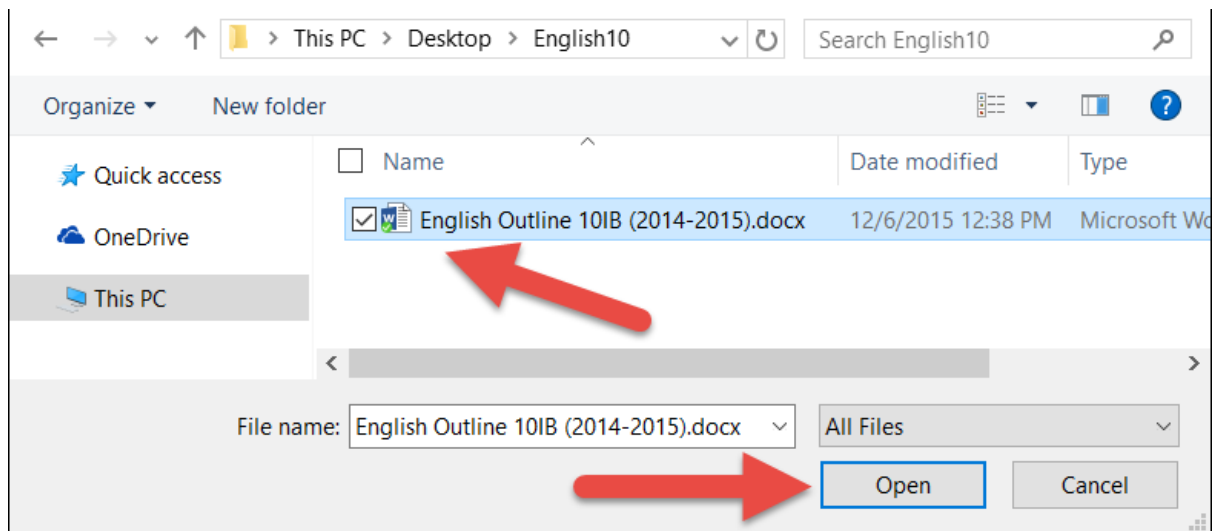 This PC > Desktop > English10 Search English10
Organize New folder ?
Name Date modified Type
Quick access
English Outline 10IB (2014-2015).docx 12/6/2015 12:38 PM Microsoft Wo
OneDrive
This PC
File name: English Outline 10IB (2014-2015).docx All Files
Open Cancel